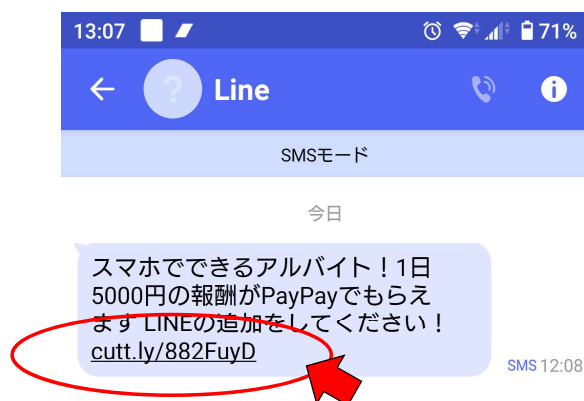 13:07 71%
? Line
SMSモード
今日
スマホでできるアルバイト！1日
5000円の報酬がPayPayでもらえ
ます LINEの追加をしてください！
cutt.ly/882FuyD
SMS 12:08